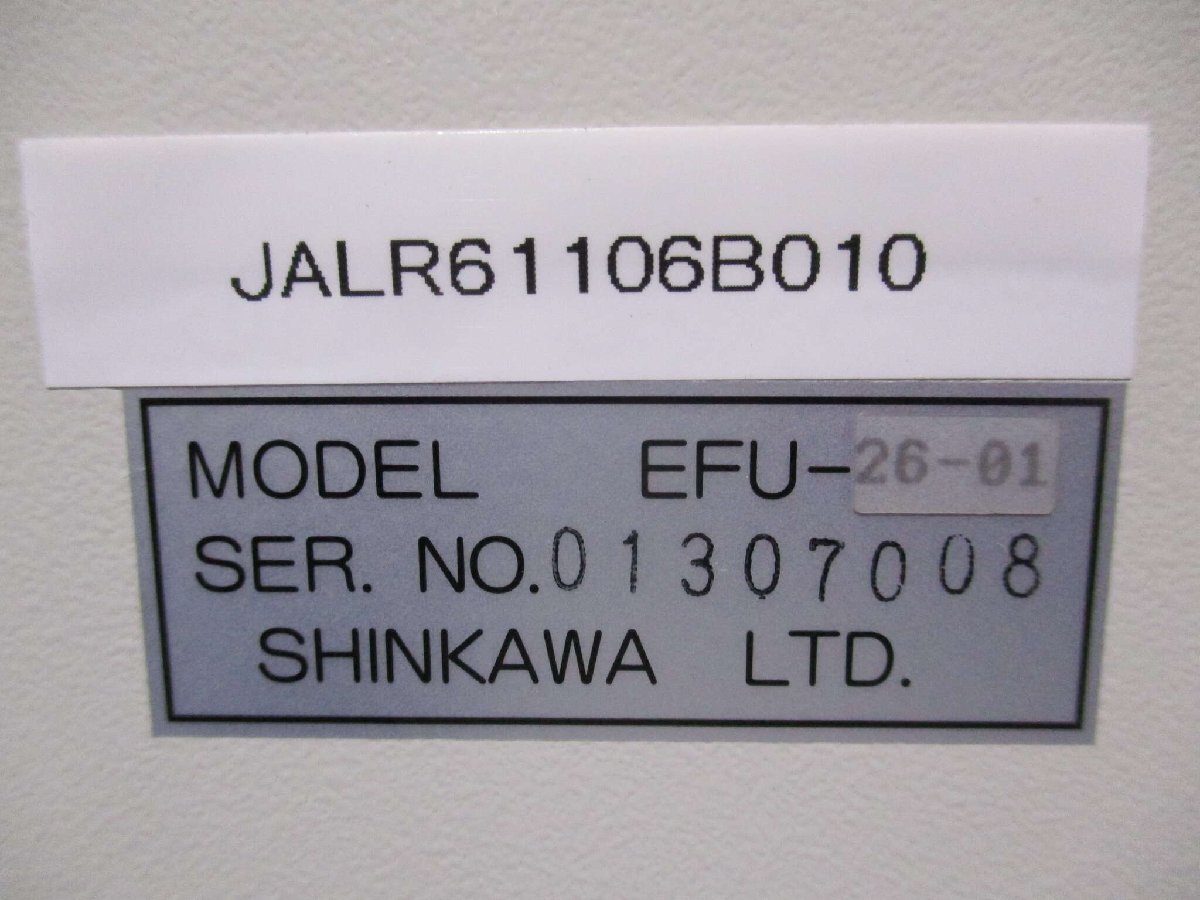 JALR61106B010
MODEL EFU-26-01
SER. NO. 01307008
SHINKAWA LTD.